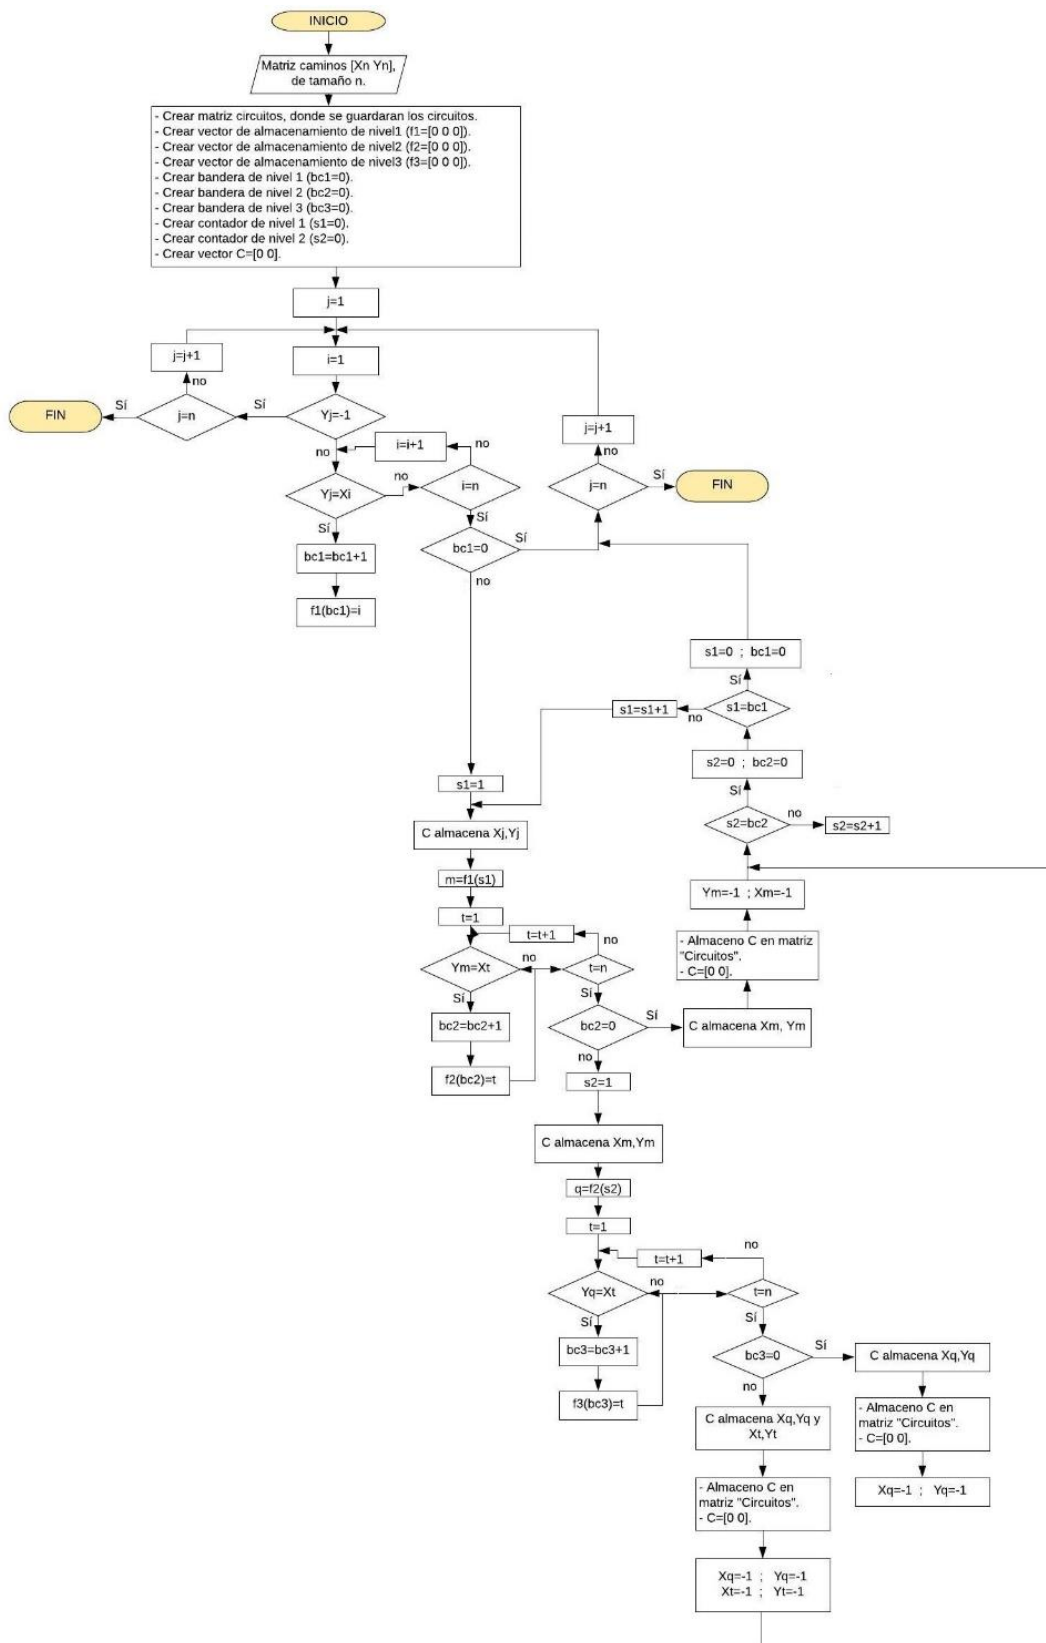 INICIO
Matriz caminos [Xn Yn],
de tamaño n.
- Crear matriz circuitos, donde se guardaran los circuitos.
- Crear vector de almacenamiento de nivel1 (f1=[0 0 0]).
- Crear vector de almacenamiento de nivel2 (f2=[0 0 0]).
- Crear vector de almacenamiento de nivel3 (f3=[0 0 0]).
- Crear bandera de nivel 1 (bc1=0).
- Crear bandera de nivel 2 (bc2=0).
- Crear bandera de nivel 3 (bc3=0).
- Crear contador de nivel 1 (s1=0).
- Crear contador de nivel 2 (s2=0).
- Crear vector C=[0 0].
j=1
j=j+1
i=1
no
FIN
Sí
j=n
Sí
Yj=-1
no
i=i+1
no
j=j+1
no
Yj=Xi
no
i=n
j=n
Sí
FIN
Sí
Sí
bc1=bc1+1
bc1=0
Sí
no
f1(bc1)=i
s1=0 ; bc1=0
Sí
s1=s1+1
no
s1=bc1
s2=0 ; bc2=0
s1=1
Sí
C almacena Xj,Yj
s2=bc2
no
s2=s2+1
m=f1(s1)
Ym=-1 ; Xm=-1
t=1
t=t+1
no
- Almaceno C en matriz
"Circuitos".
- C=[0 0].
Ym=Xt
no
t=n
Sí
Sí
bc2=bc2+1
bc2=0
Sí
C almacena Xm, Ym
no
f2(bc2)=t
s2=1
C almacena Xm,Ym
q=f2(s2)
t=1
t=t+1
no
Yq=Xt
no
t=n
Sí
Sí
bc3=bc3+1
bc3=0
Sí
C almacena Xq,Yq
no
f3(bc3)=t
C almacena Xq,Yq y
Xt,Yt
- Almaceno C en
matriz "Circuitos".
- C=[0 0].
Xq=-1 ; Yq=-1
- Almaceno C en
matriz "Circuitos".
- C=[0 0].
Xq=-1 ; Yq=-1
Xt=-1 ; Yt=-1